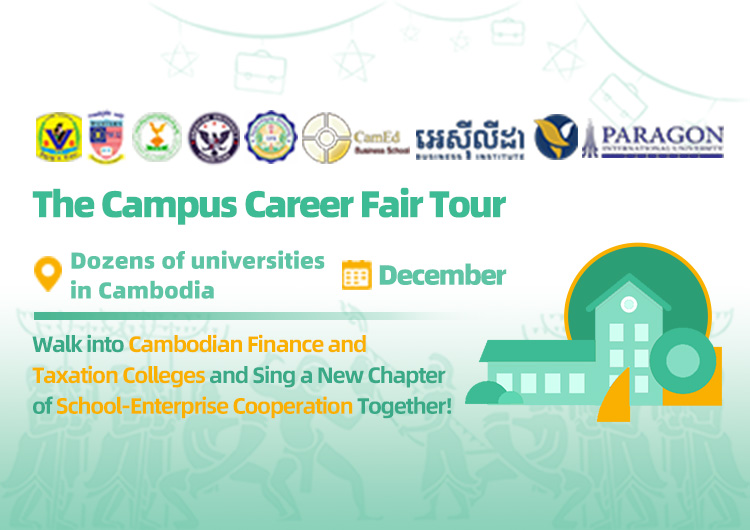 CamEd
Business School
អេស៊ីលីដា
BUSINESS INSTITUTE
PARAGON
INTERNATIONAL UNIVERSITY
The Campus Career Fair Tour
Dozens of universities
in Cambodia
December
Walk into Cambodian Finance and
Taxation Colleges and Sing a New Chapter
of School-Enterprise Cooperation Together!